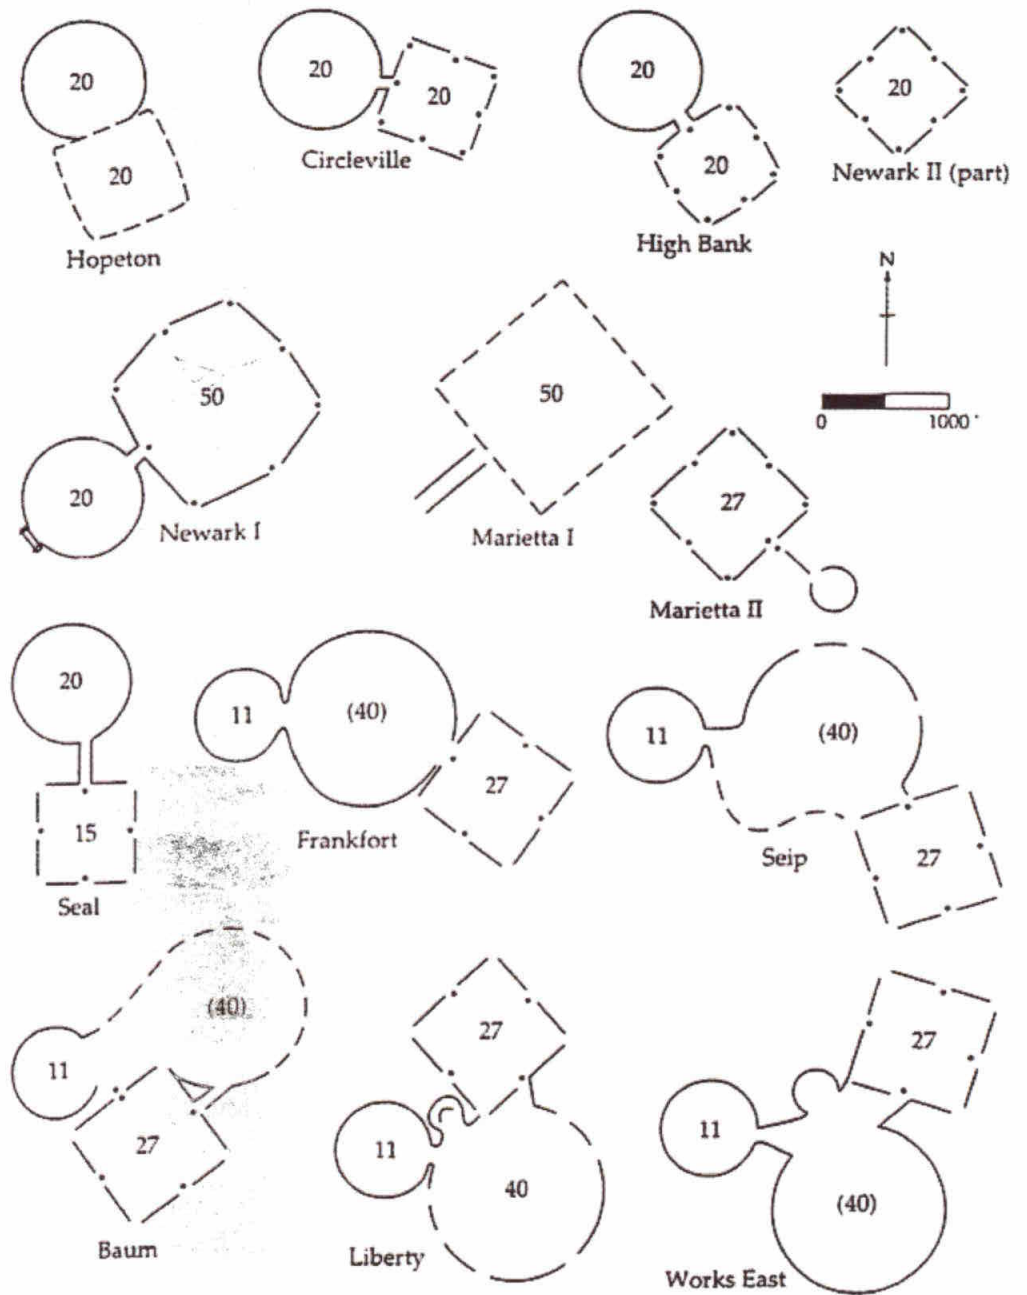 20
20
Hopeton
20
20
Circleville
20
20
High Bank
20
Newark II (part)
N
0 1000 '
50
20
Newark I
50
Marietta I
27
Marietta II
20
15
Seal
11
(40)
27
Frankfort
11
(40)
27
Seip
(40)
11
27
Baum
27
11
40
Liberty
27
11
(40)
Works East